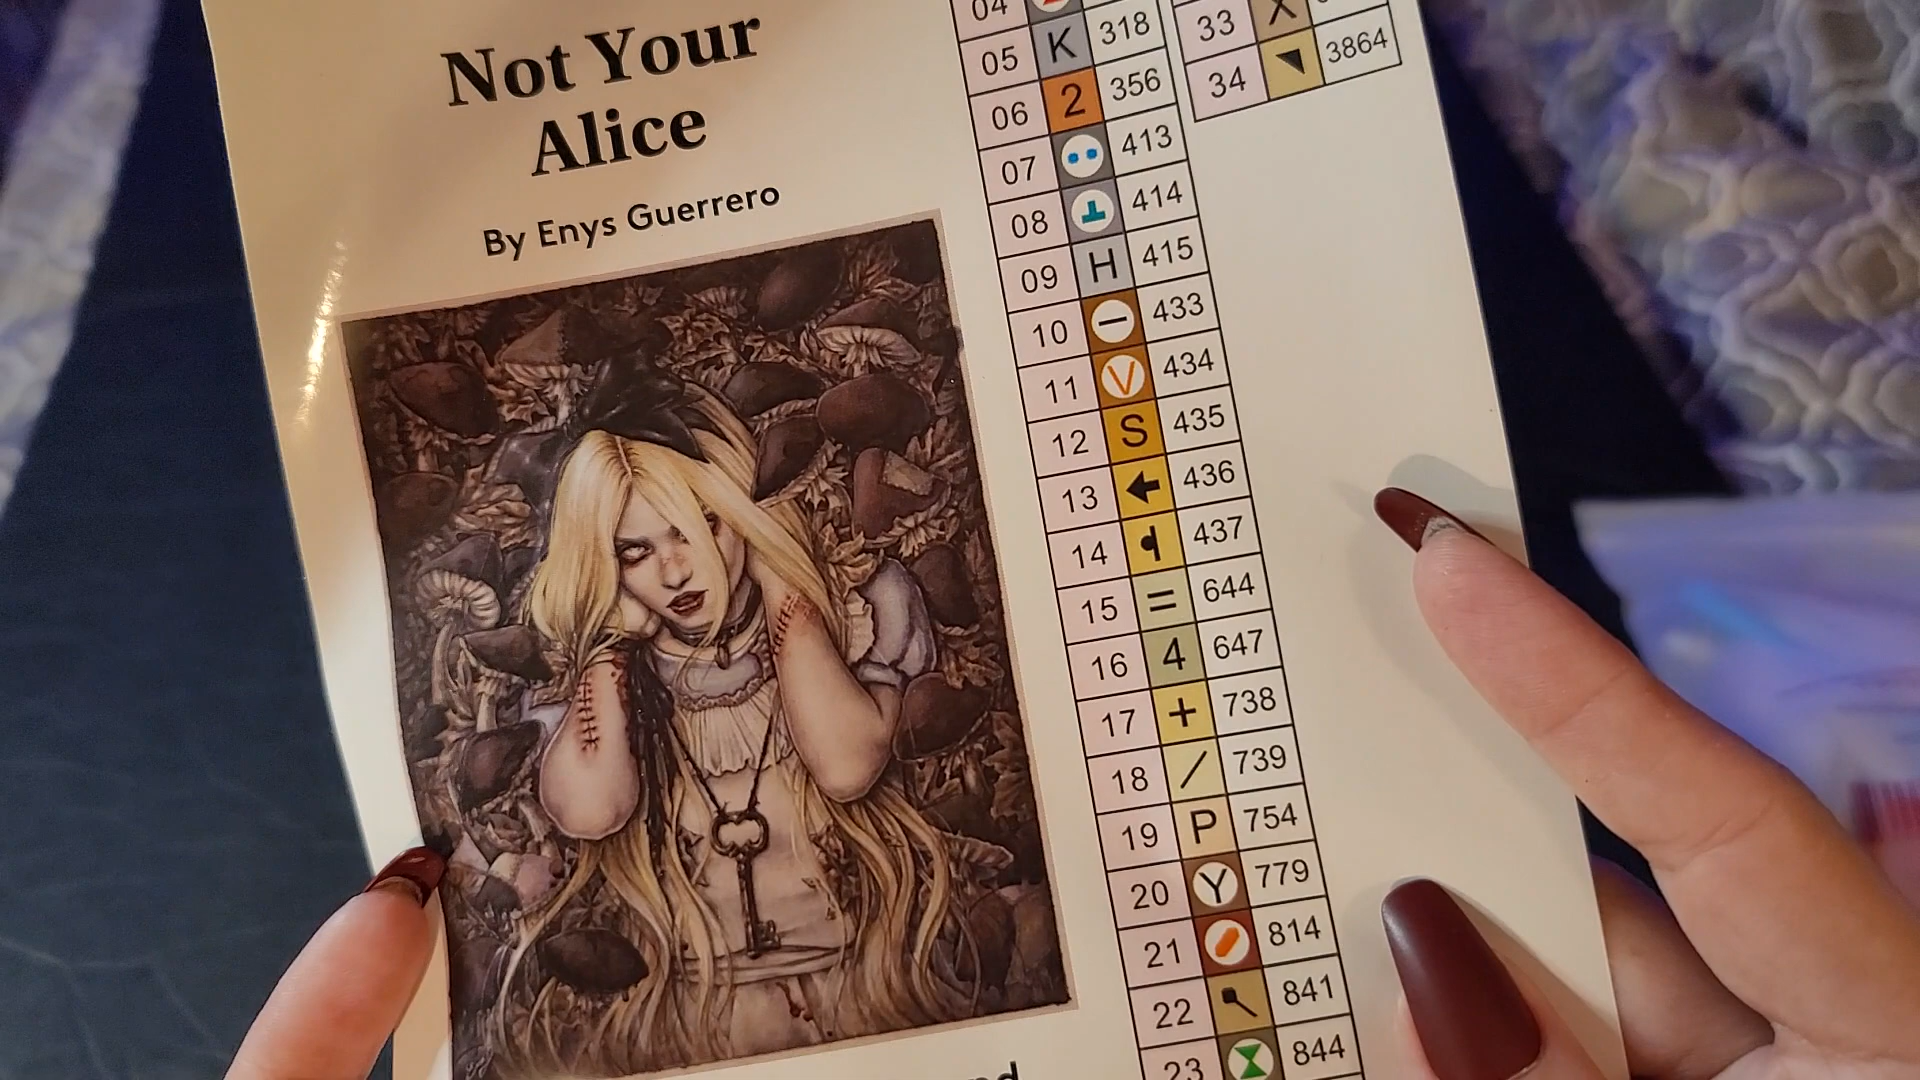 Not Your
Alice
By Enys Guerrero
04
05 K 318
06 2 356
07 413
08 414
09 H 415
10 − 433
11 V 434
12 S 435
13 ← 436
14 437
15 = 644
16 4 647
17 + 738
18 / 739
19 P 754
20 Y 779
21 814
22 841
23 844
33 X
34 3864